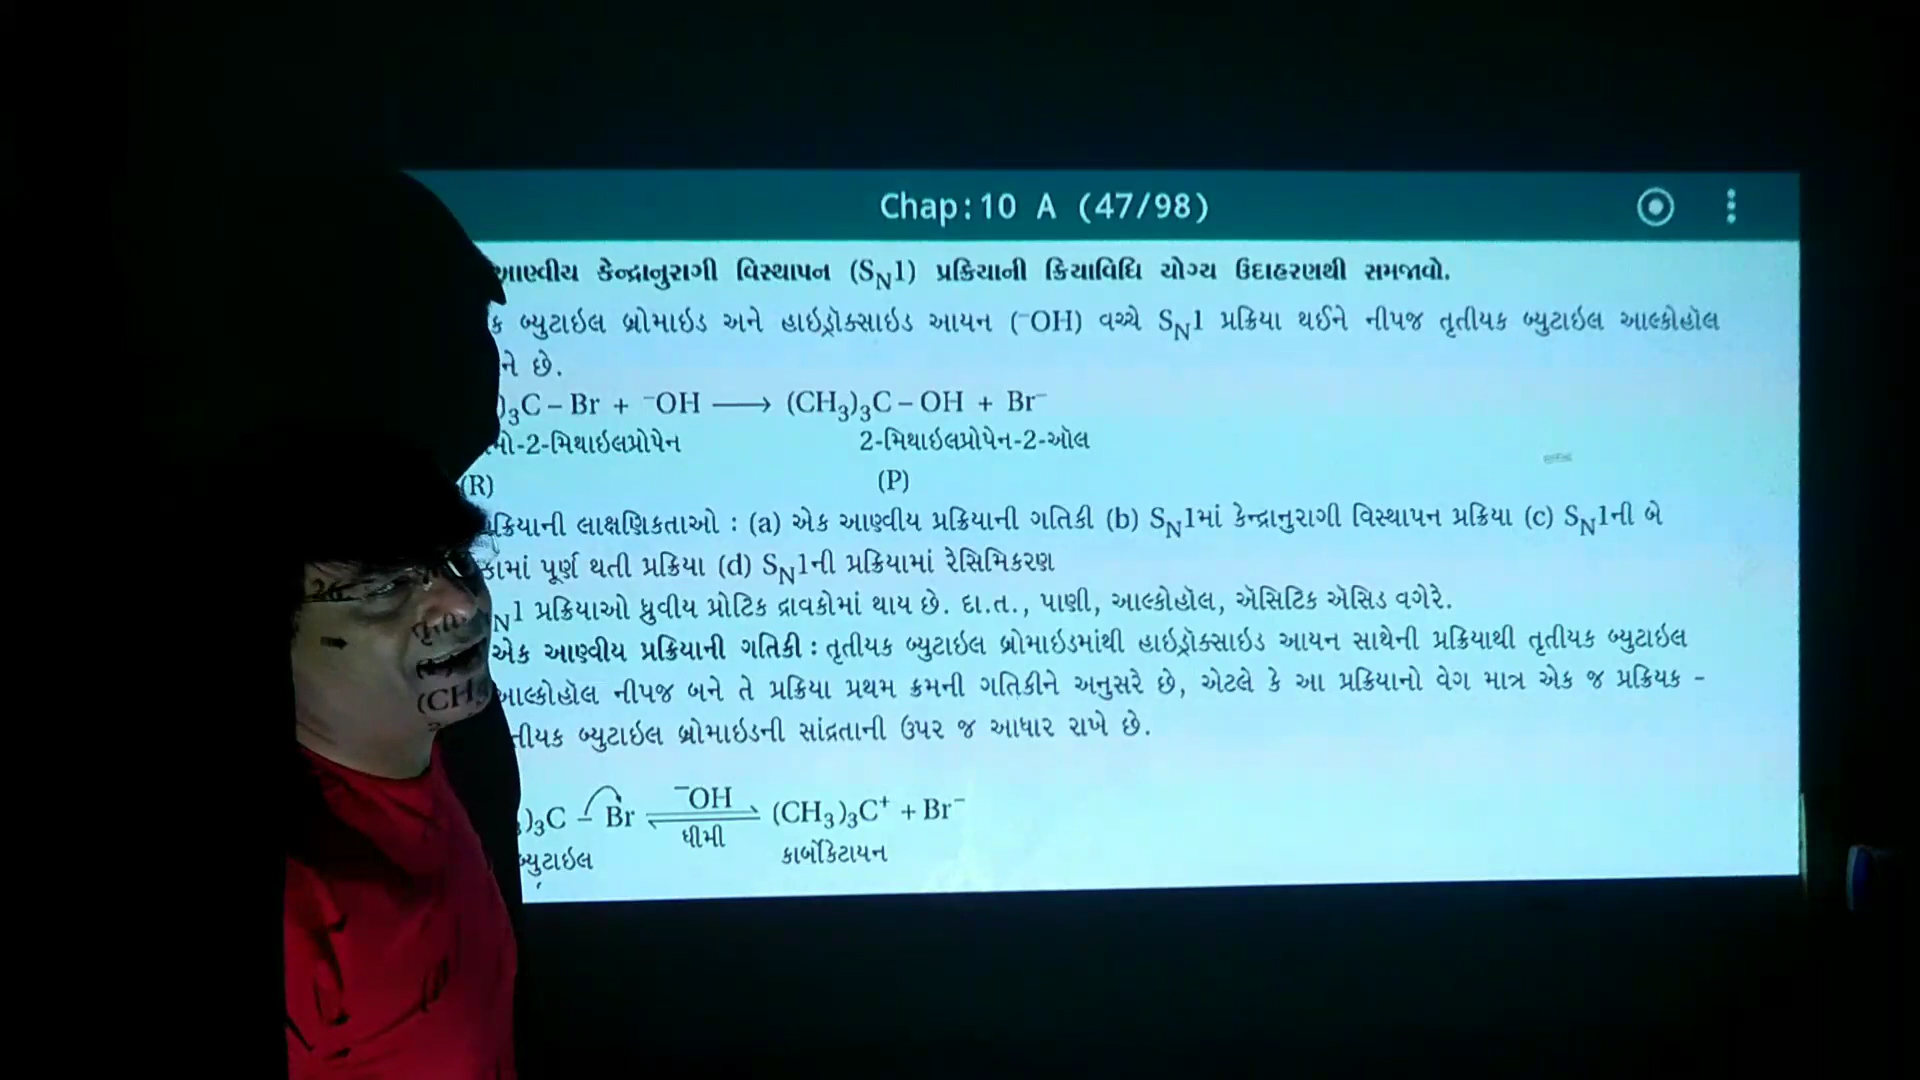 Chap:10 A (47/98)
કેન્દ્રાનુરાગી વિસ્થાપન (SN1) પ્રક્રિયાની ક્રિયાવિધિ યોગ્ય ઉદાહરણથી સમજાવો.
બ્યુટાઇલ બ્રોમાઇડ અને હાઇડ્રૉક્સાઇડ આયન (⁻OH) વચ્ચે SN1 પ્રક્રિયા થઈને નીપજ તૃતીયક બ્યુટાઇલ આલ્કોહૉલ
છે.
)₃C – Br + ⁻OH ⟶ (CH₃)₃C – OH + Br⁻
-2-મિથાઇલપ્રોપેન 2-મિથાઇલપ્રોપેન-2-ઑલ
(R) (P)
લાક્ષણિકતાઓ : (a) એક આણ્વીય પ્રક્રિયાની ગતિકી (b) SN1માં કેન્દ્રાનુરાગી વિસ્થાપન પ્રક્રિયા (c) SN1ની બે
પૂર્ણ થતી પ્રક્રિયા (d) SN1ની પ્રક્રિયામાં રેસિમિકરણ
N1 પ્રક્રિયાઓ ધ્રુવીય પ્રોટિક દ્રાવકોમાં થાય છે. દા.ત., પાણી, આલ્કોહૉલ, ઍસિટિક ઍસિડ વગેરે.
એક આણ્વીય પ્રક્રિયાની ગતિકી : તૃતીયક બ્યુટાઇલ બ્રોમાઇડમાંથી હાઇડ્રૉક્સાઇડ આયન સાથેની પ્રક્રિયાથી તૃતીયક બ્યુટાઇલ
આલ્કોહૉલ નીપજ બને તે પ્રક્રિયા પ્રથમ ક્રમની ગતિકીને અનુસરે છે, એટલે કે આ પ્રક્રિયાનો વેગ માત્ર એક જ પ્રક્રિયક -
બ્યુટાઇલ બ્રોમાઇડની સાંદ્રતાની ઉપર જ આધાર રાખે છે.
)₃C – Br ⇌ (CH₃)₃C⁺ + Br⁻
⁻OH
ધીમી
બ્યુટાઇલ કાર્બોકેટાયન